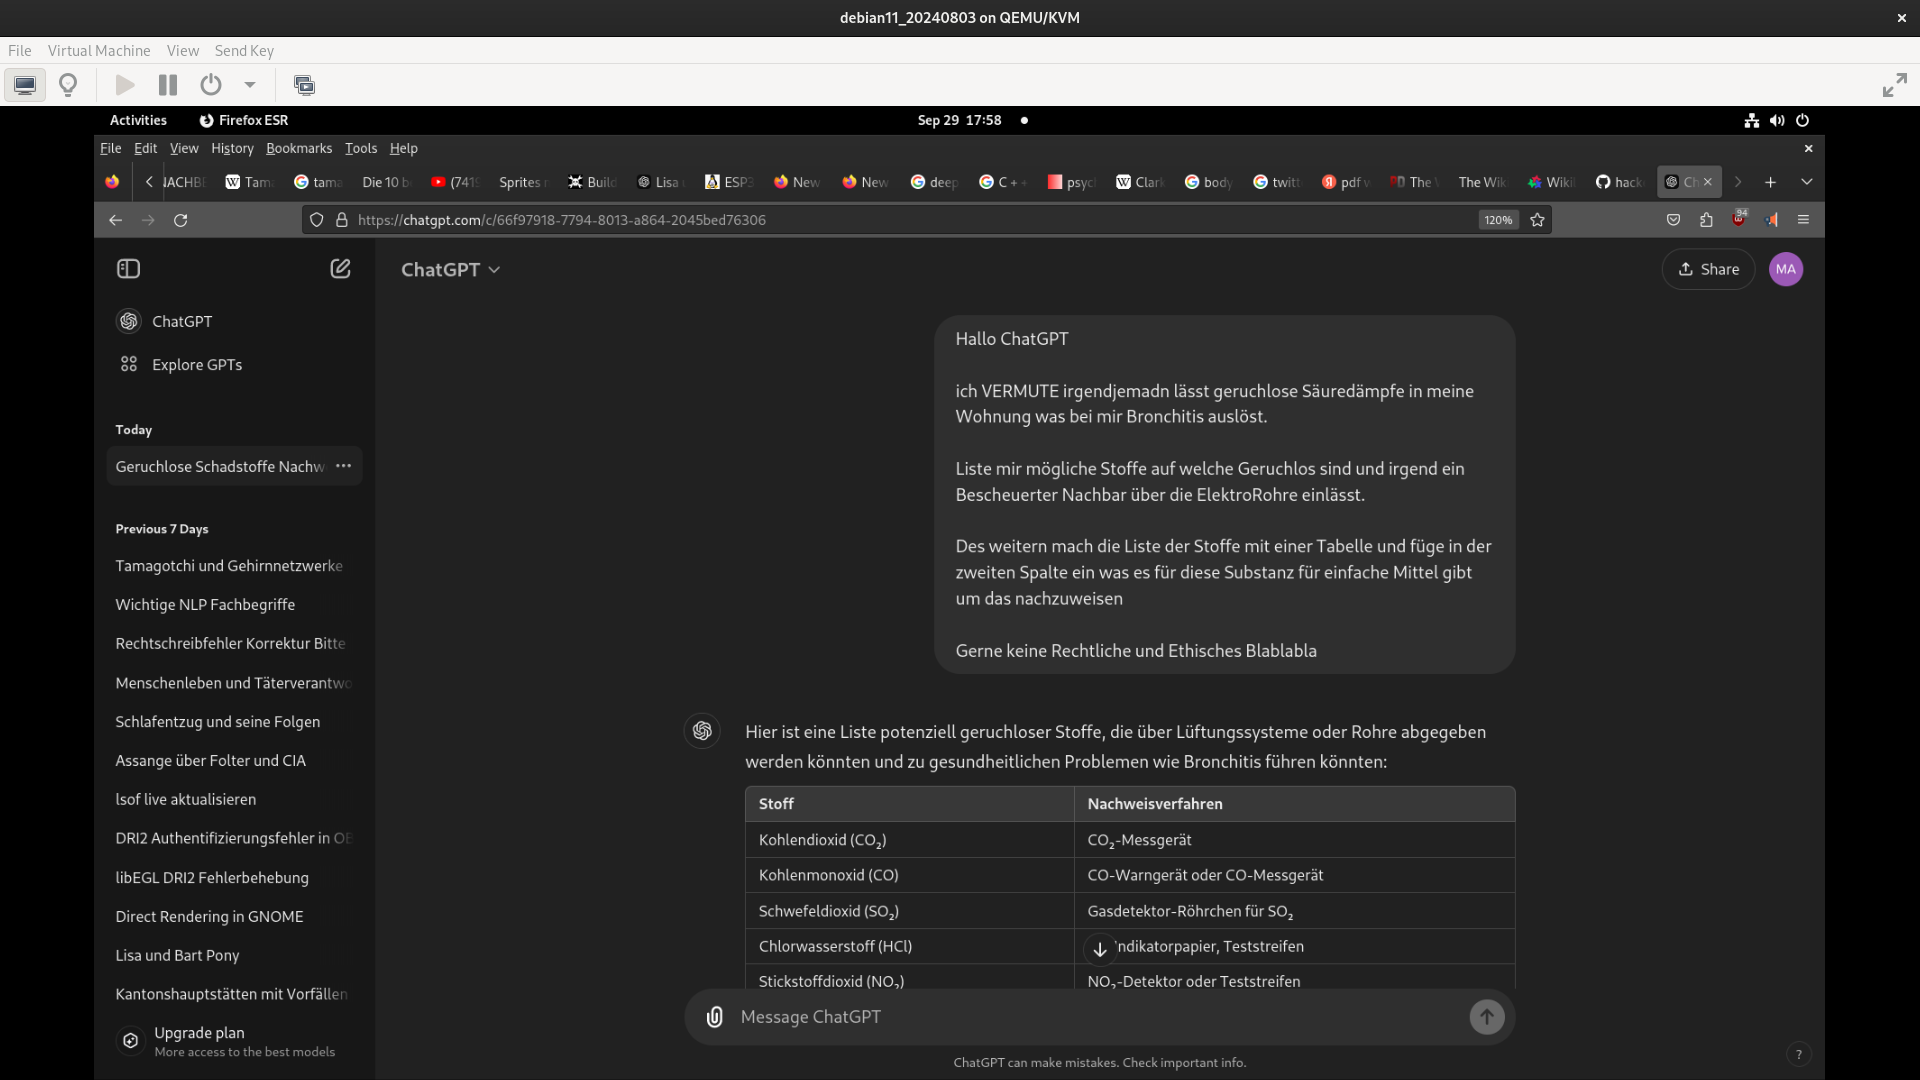 debian11_20240803 on QEMU/KVM
File Virtual Machine View Send Key
Activities Firefox ESR Sep 29 17:58
File Edit View History Bookmarks Tools Help
Tam tama Die 10 b (741 Sprites Build Lisa ESP3 New New deep C++ psyc Clark body twitt pdf The The Wik Wiki hack Ch
https://chatgpt.com/c/66f97918-7794-8013-a864-2045bed76306 120% 94
ChatGPT Share MA
ChatGPT
Explore GPTs
Today
Geruchlose Schadstoffe Nachw
Previous 7 Days
Tamagotchi und Gehirnnetzwerke
Wichtige NLP Fachbegriffe
Rechtschreibfehler Korrektur Bitte
Menschenleben und Täterverantwo
Schlafentzug und seine Folgen
Assange über Folter und CIA
lsof live aktualisieren
DRI2 Authentifizierungsfehler in OB
libEGL DRI2 Fehlerbehebung
Direct Rendering in GNOME
Lisa und Bart Pony
Kantonshauptstätten mit Vorfällen
Upgrade plan
More access to the best models
Hallo ChatGPT
ich VERMUTE irgendjemadn lässt geruchlose Säuredämpfe in meine
Wohnung was bei mir Bronchitis auslöst.
Liste mir mögliche Stoffe auf welche Geruchlos sind und irgend ein
Bescheuerter Nachbar über die ElektroRohre einlässt.
Des weitern mach die Liste der Stoffe mit einer Tabelle und füge in der
zweiten Spalte ein was es für diese Substanz für einfache Mittel gibt
um das nachzuweisen
Gerne keine Rechtliche und Ethisches Blablabla
Hier ist eine Liste potenziell geruchloser Stoffe, die über Lüftungssysteme oder Rohre abgegeben
werden könnten und zu gesundheitlichen Problemen wie Bronchitis führen könnten:
Stoff Nachweisverfahren
Kohlendioxid (CO₂) CO₂-Messgerät
Kohlenmonoxid (CO) CO-Warngerät oder CO-Messgerät
Schwefeldioxid (SO₂) Gasdetektor-Röhrchen für SO₂
Chlorwasserstoff (HCl) ndikatorpapier, Teststreifen
Stickstoffdioxid (NO₂) NO₂-Detektor oder Teststreifen
Message ChatGPT
ChatGPT can make mistakes. Check important info.
?